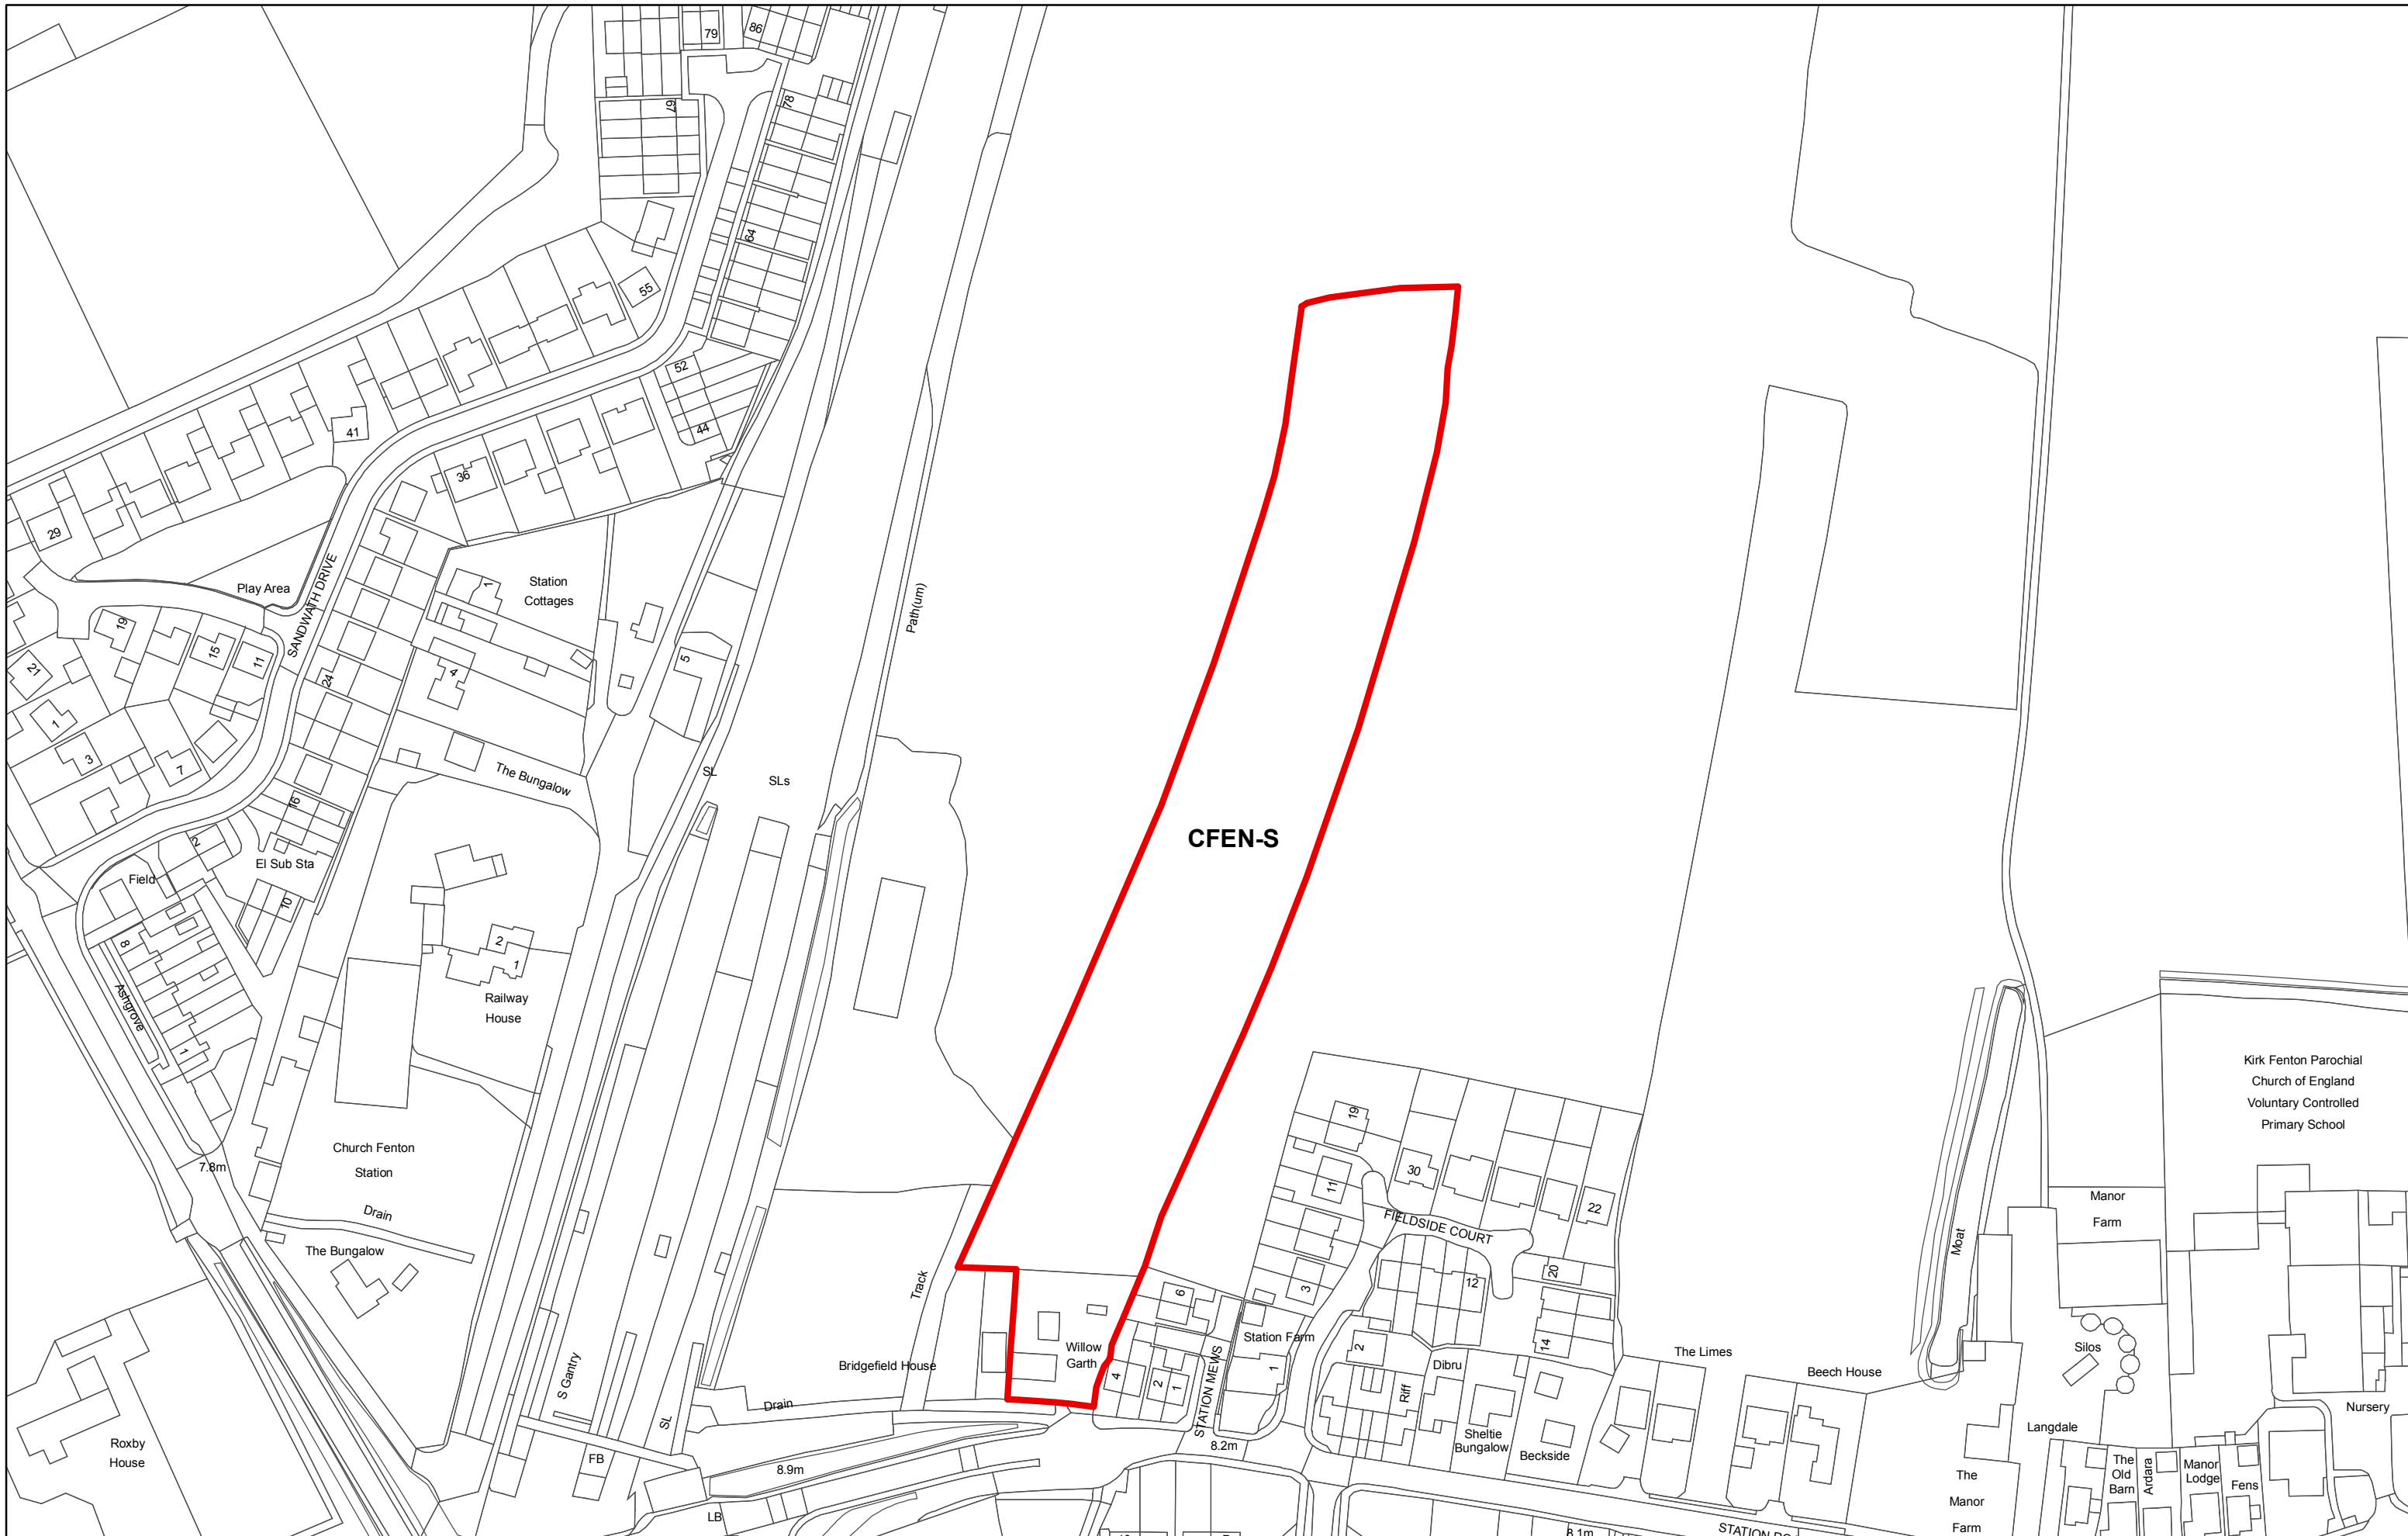 79
86
67
78
64
55
52
44
41
36
29
Play Area
SANDWATH DRIVE
1
Station
Cottages
Path(um)
19
15
11
21
24
4
5
1
3
7
The Bungalow
SL
SLs
16
2
El Sub Sta
Field
10
8
Ashgrove
1
2
1
Railway
House
CFEN-S
Church Fenton
Station
7.8m
Drain
The Bungalow
Track
S Gantry
SL
Bridgefield House
Drain
Roxby
House
FB
8.9m
LB
Willow
Garth
6
4
2
1
STATION MEWS
Station Farm
1
8.2m
19
11
3
30
22
FIELDSIDE COURT
12
20
14
2
Dibru
Riff
Sheltie
Bungalow
Beckside
The Limes
Beech House
8.1m
Moat
Manor
Farm
Silos
Kirk Fenton Parochial
Church of England
Voluntary Controlled
Primary School
Nursery
Langdale
The
Old
Barn
Ardara
Manor
Lodge
Fens
The
Manor
Farm
STATION